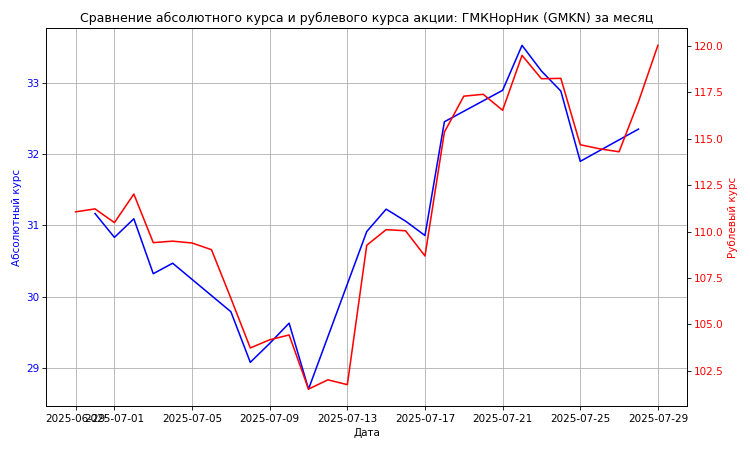 Сравнение абсолютного курса и рублевого курса акции: ГМКНорНик (GMKN) за месяц
Абсолютный курс
33
32
31
30
29
120.0
117.5
115.0
112.5
110.0
107.5
105.0
102.5
Рублевый курс
2025-06-29 2025-07-01 2025-07-05 2025-07-09 2025-07-13 2025-07-17 2025-07-21 2025-07-25 2025-07-29
Дата